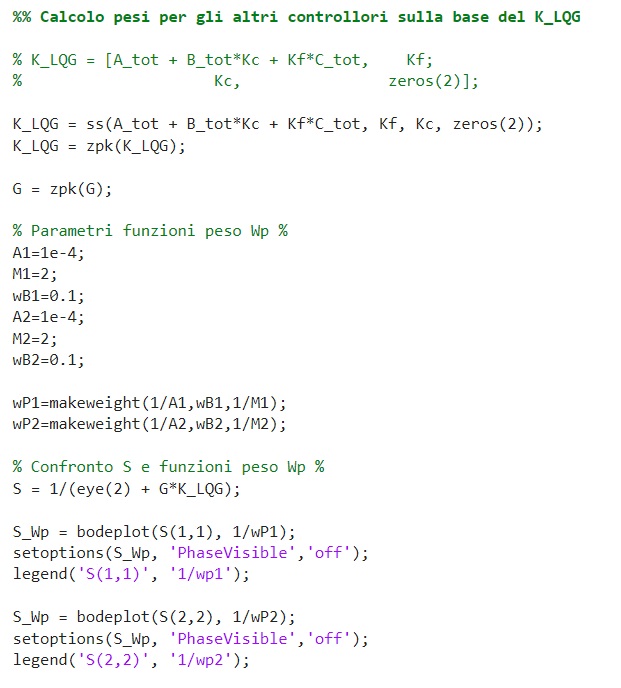 %% Calcolo pesi per gli altri controllori sulla base del K_LQG
% K_LQG = [A_tot + B_tot*Kc + Kf*C_tot,    Kf;
%                      Kc,               zeros(2)];
K_LQG = ss(A_tot + B_tot*Kc + Kf*C_tot, Kf, Kc, zeros(2));
K_LQG = zpk(K_LQG);
G = zpk(G);
% Parametri funzioni peso Wp %
A1=1e-4;
M1=2;
wB1=0.1;
A2=1e-4;
M2=2;
wB2=0.1;
wP1=makeweight(1/A1,wB1,1/M1);
wP2=makeweight(1/A2,wB2,1/M2);
% Confronto S e funzioni peso Wp %
S = 1/(eye(2) + G*K_LQG);
S_Wp = bodeplot(S(1,1), 1/wP1);
setoptions(S_Wp, 'PhaseVisible','off');
legend('S(1,1)', '1/wp1');
S_Wp = bodeplot(S(2,2), 1/wP2);
setoptions(S_Wp, 'PhaseVisible','off');
legend('S(2,2)', '1/wp2');